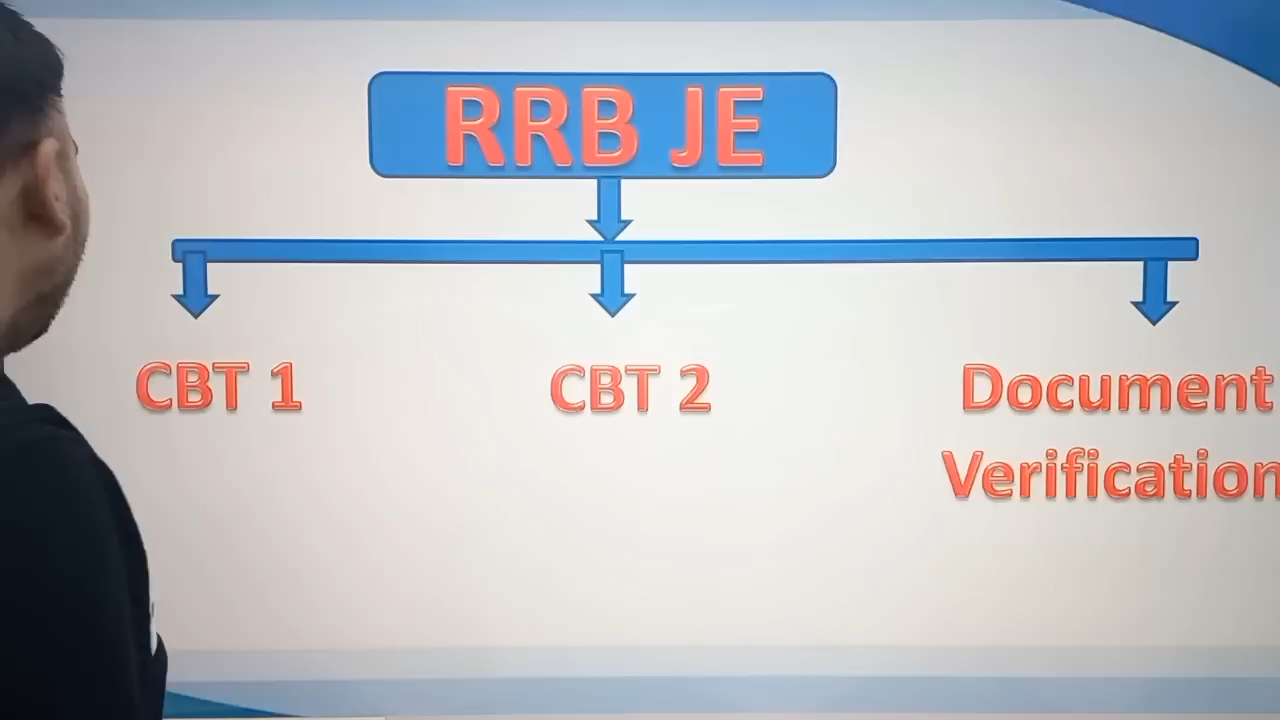 RRB JE
CBT 1
CBT 2
Document
Verification